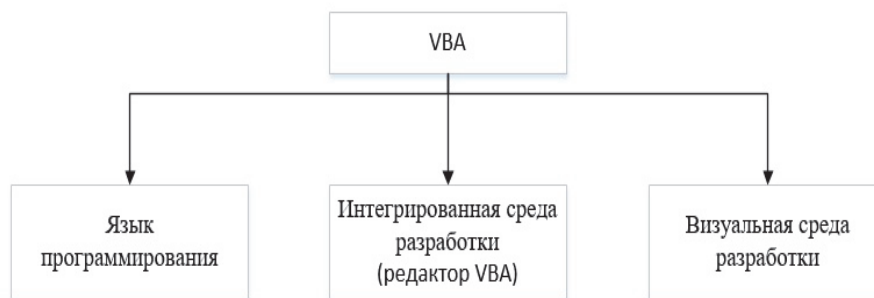 VBA
Язык
программирования
Интегрированная среда
разработки
(редактор VBA)
Визуальная среда
разработки